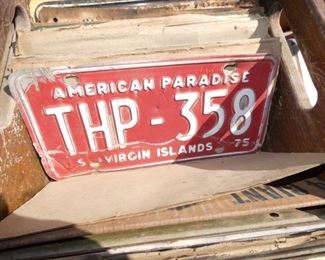 AMERICAN PARADISE
THP-358
U.S. VIRGIN ISLANDS 75